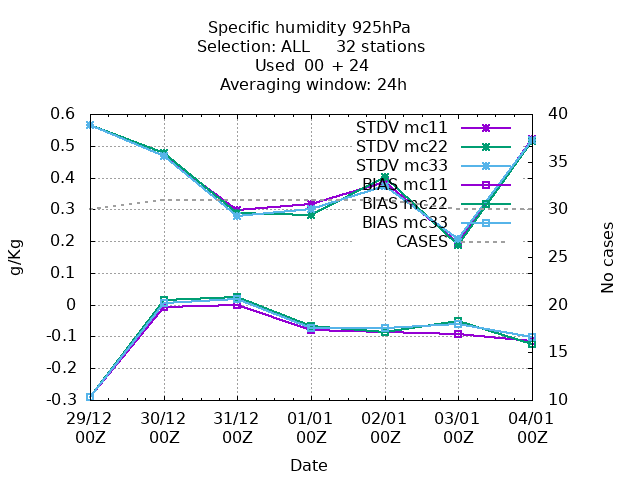 Specific humidity 925hPa
Selection: ALL 32 stations
Used 00 + 24
Averaging window: 24h
0.6
0.5
0.4
0.3
0.2
0.1
0
-0.1
-0.2
-0.3
g/Kg
STDV mc11
STDV mc22
STDV mc33
BIAS mc11
BIAS mc22
BIAS mc33
CASES
40
35
30
25
20
15
10
No cases
29/12 30/12 31/12 01/01 02/01 03/01 04/01
00Z 00Z 00Z 00Z 00Z 00Z 00Z
Date